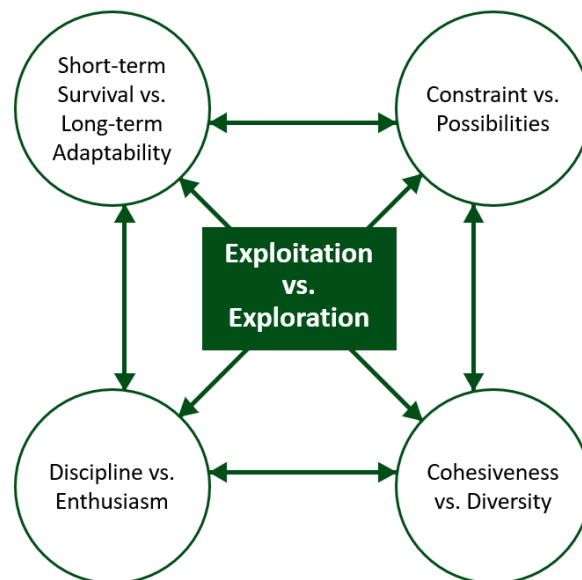 Short-term
Survival vs.
Long-term
Adaptability
Constraint vs.
Possibilities
Exploitation
vs.
Exploration
Discipline vs.
Enthusiasm
Cohesiveness
vs. Diversity